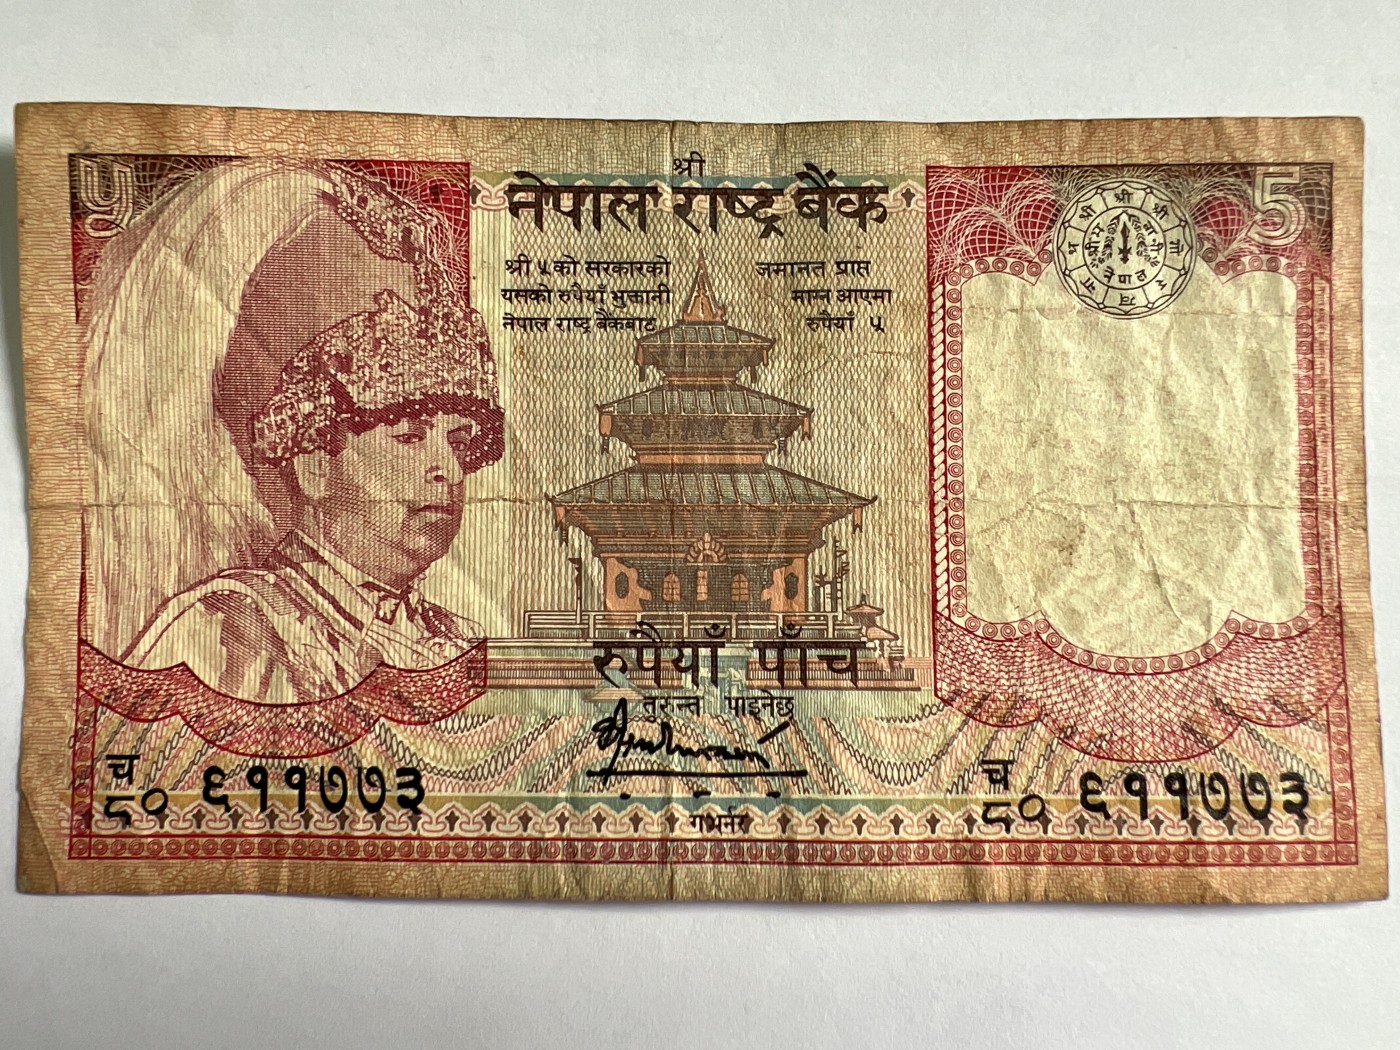 ५
श्री
5
नेपाल राष्ट्र बैंक
श्री ५ को सरकारको जमानत प्राप्त
यसको रुपैयाँ भुक्तानी माग्न आएमा
नेपाल राष्ट्र बैंकबाट रुपैयाँ ५
नेपाल
रुपैयाँ पाँच
तुरुन्त पाइनेछ
च
८० ६११७७३
च
८० ६११७७३
गभर्नर